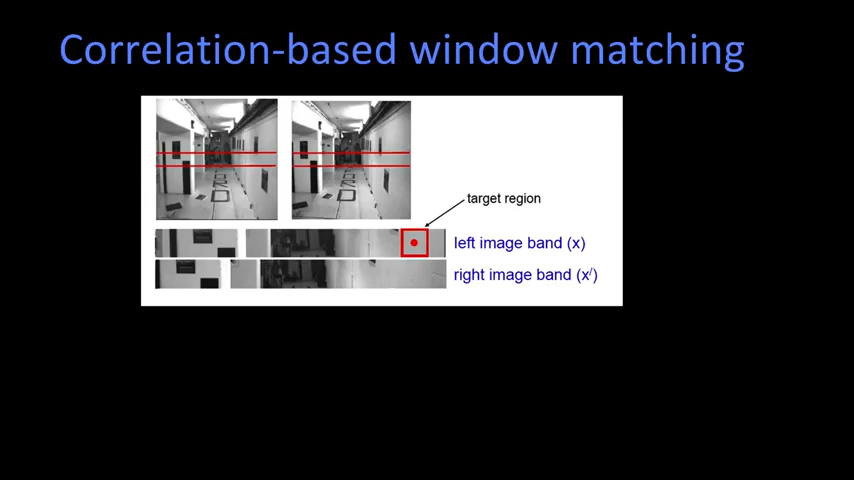 Correlation-based window matching
target region
left image band (x)
right image band (x/)